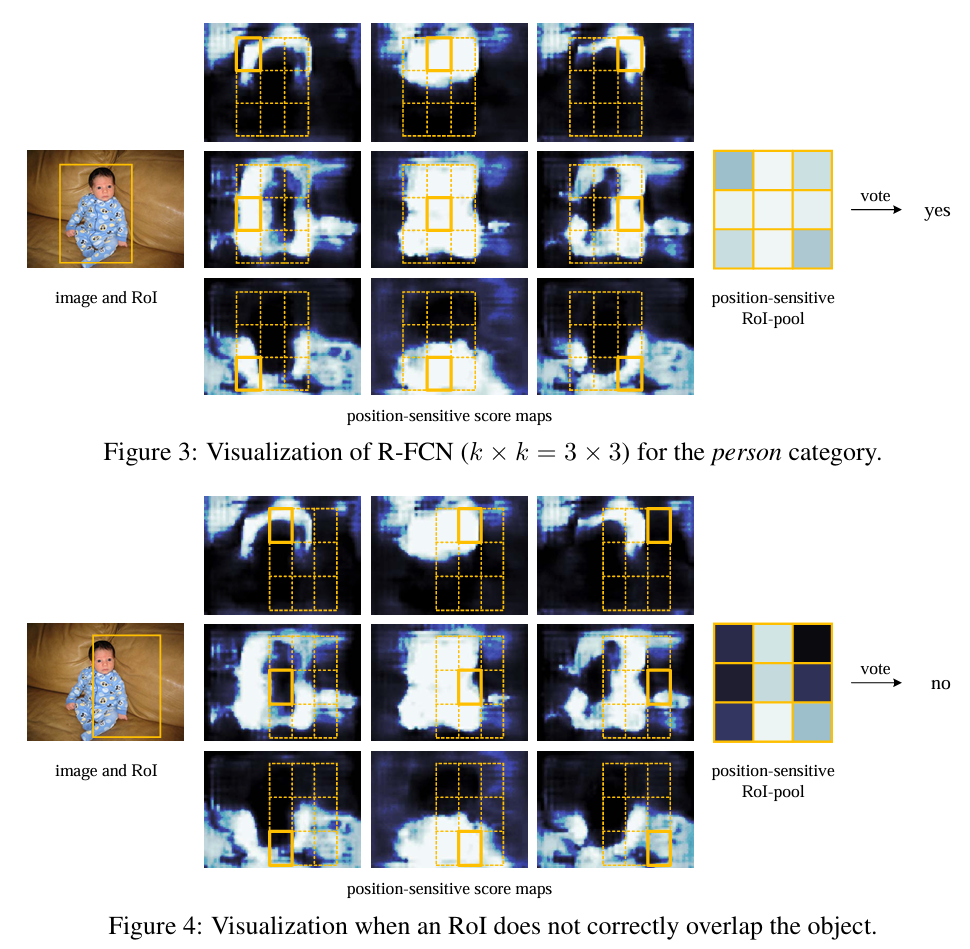 vote
yes
image and RoI
position-sensitive
RoI-pool
position-sensitive score maps
Figure 3: Visualization of R-FCN (k × k = 3 × 3) for the person category.
vote
no
image and RoI
position-sensitive
RoI-pool
position-sensitive score maps
Figure 4: Visualization when an RoI does not correctly overlap the object.